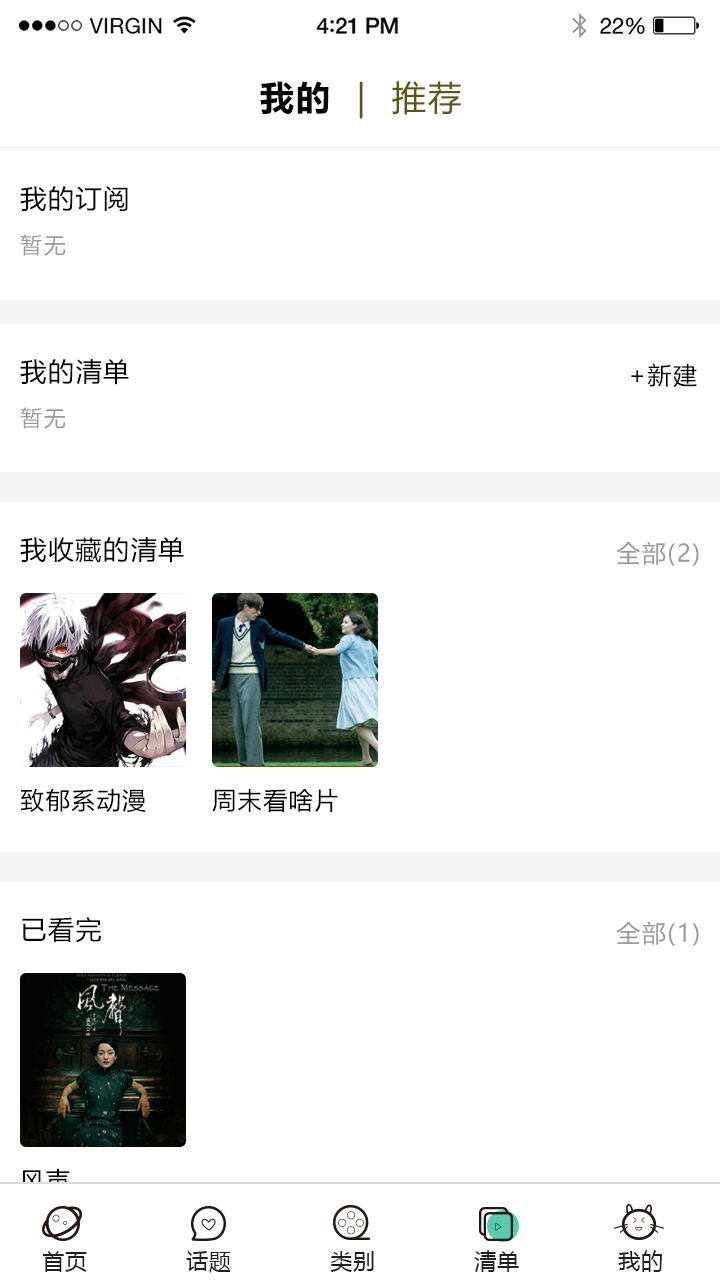 VIRGIN 4:21 PM 22%
我的 | 推荐
我的订阅
暂无
我的清单 +新建
暂无
我收藏的清单 全部(2)
致郁系动漫 周末看啥片
已看完 全部(1)
THE MESSAGE
風聲
风声
首页 话题 类别 清单 我的